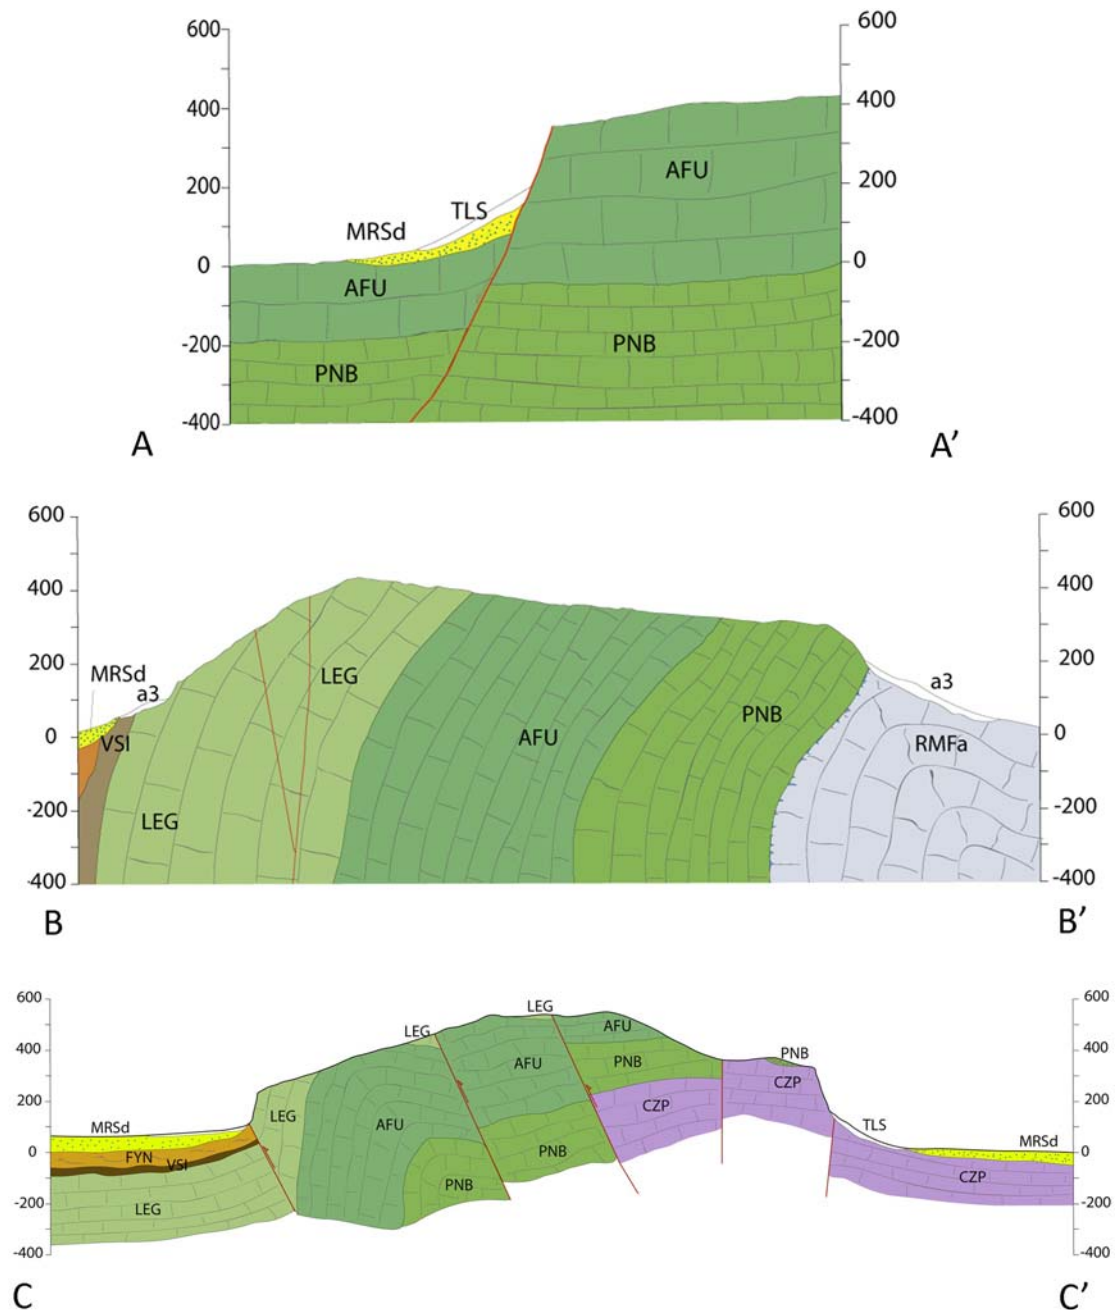 600 600
400 400
AFU
200 200
TLS
MRSd
0 0
AFU
-200 -200
PNB PNB
-400 -400
A A'
600 600
400 400
LEG
200 200
MRSd
a3 a3
PNB
0 VSI AFU RMFa 0
-200 -200
LEG
-400 -400
B B'
600 LEG 600
LEG AFU
400 AFU PNB PNB 400
CZP
200 LEG CZP 200
MRSd AFU TLS
MRSd
0 FYN VSI PNB 0
PNB CZP
-200 LEG -200
-400 -400
C C'